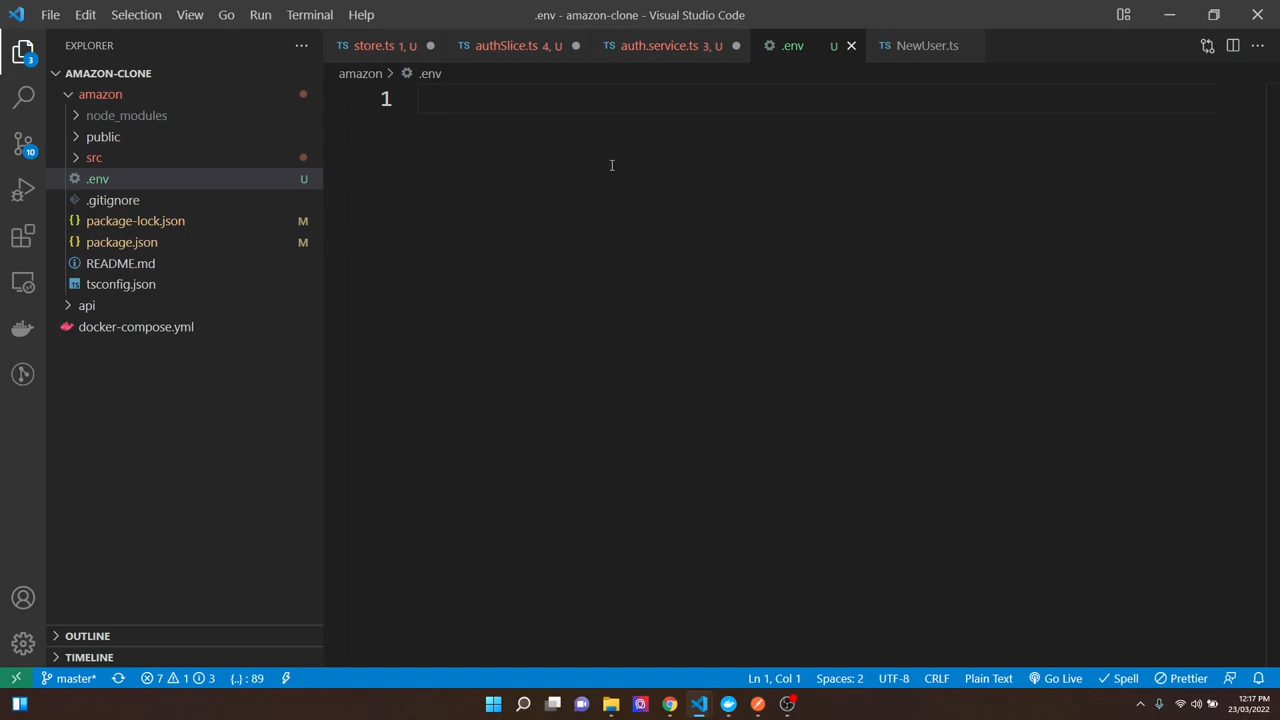 File Edit Selection View Go Run Terminal Help .env - amazon-clone - Visual Studio Code
EXPLORER
TS store.ts 1, U TS authSlice.ts 4, U TS auth.service.ts 3, U .env U TS NewUser.ts
AMAZON-CLONE
amazon > .env
amazon
1
node_modules
public
src
.env U
.gitignore
{} package-lock.json M
{} package.json M
README.md
TS tsconfig.json
api
docker-compose.yml
3
10
OUTLINE
TIMELINE
master* 7 1 3 {..} : 89 Ln 1, Col 1 Spaces: 2 UTF-8 CRLF Plain Text Go Live Spell Prettier
12:17 PM
23/03/2022